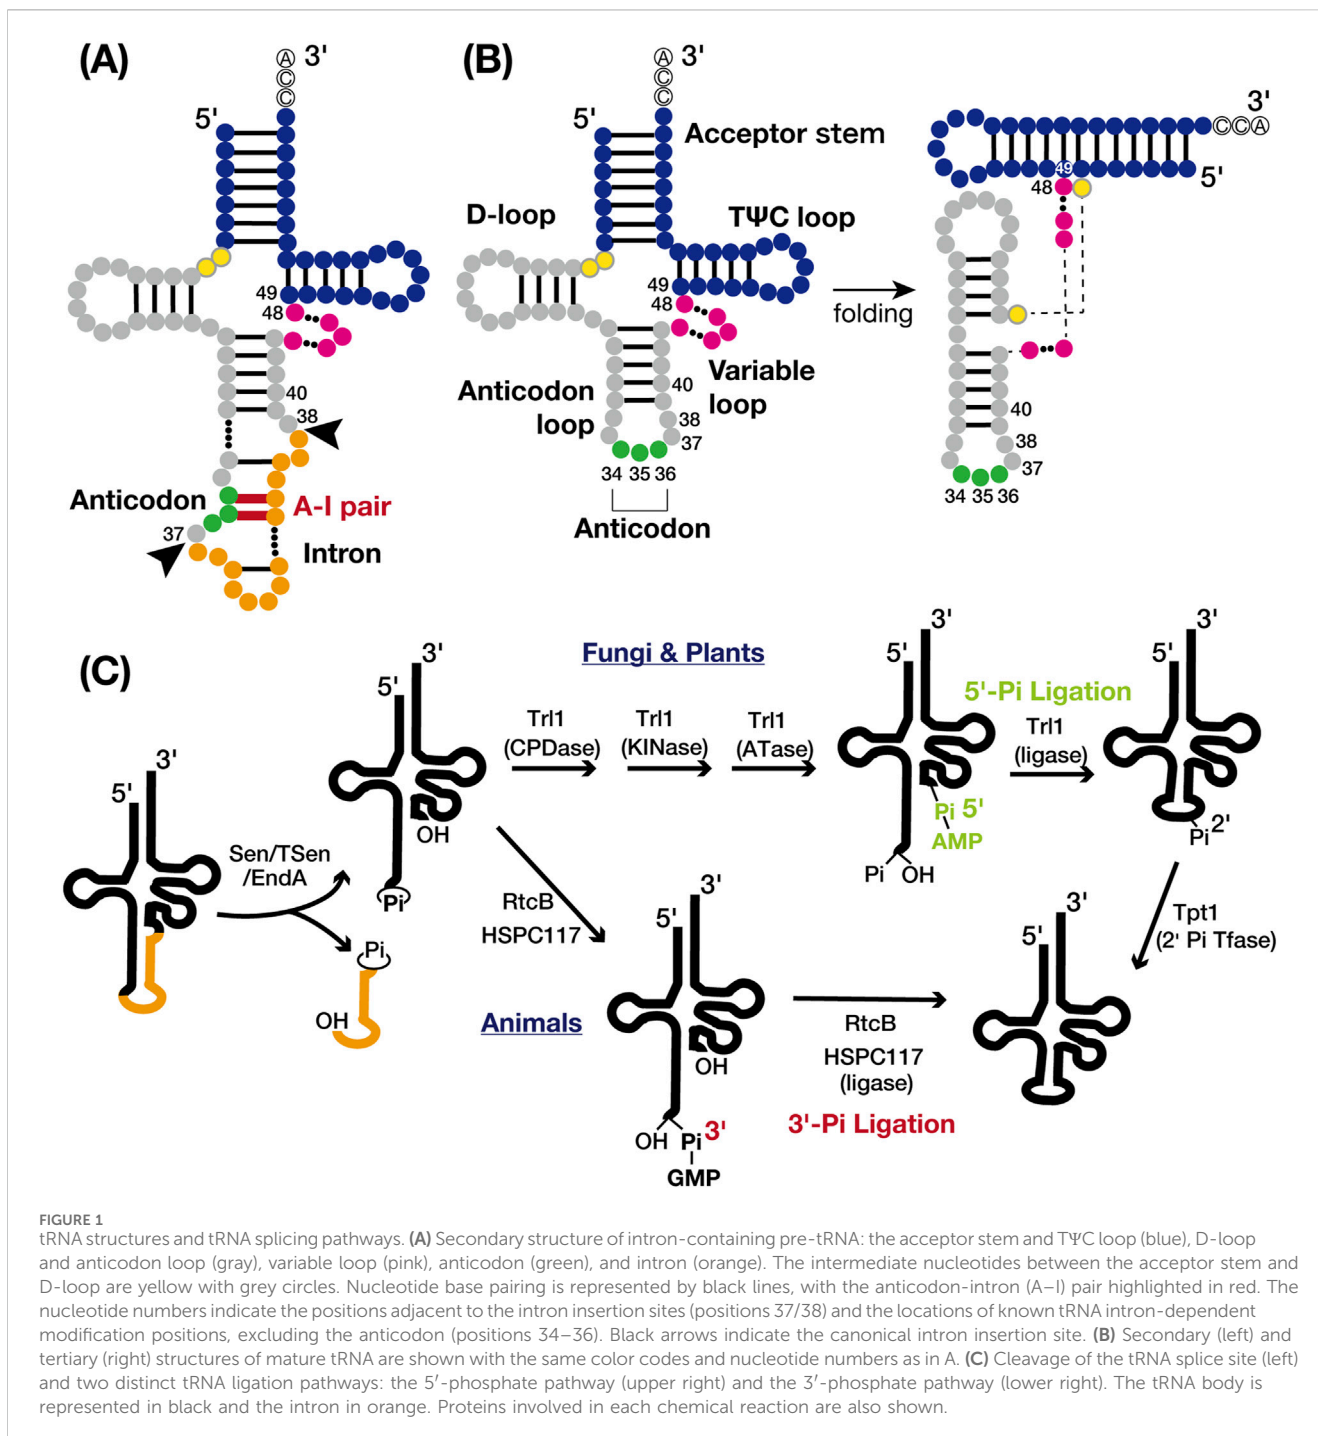 (A)
A
C
C
3'
5'
49
48
40
38
Anticodon
A-I pair
37
Intron
(B)
A
C
C
3'
5'
Acceptor stem
D-loop
TΨC loop
49
48
Variable
loop
Anticodon
loop
40
38
37
34 35 36
Anticodon
folding
3'
CCA
5'
49
48
40
38
37
34 35 36
(C)
3'
5'
Sen/TSen
/EndA
Pi
OH
3'
5'
OH
Pi
Fungi & Plants
Trl1
(CPDase)
Trl1
(KINase)
Trl1
(ATase)
3'
5'
Pi 5'
AMP
Pi OH
5'-Pi Ligation
Trl1
(ligase)
3'
5'
Pi 2'
Tpt1
(2' Pi Tfase)
RtcB
HSPC117
Animals
3'
5'
OH
OH Pi 3'
GMP
RtcB
HSPC117
(ligase)
3'-Pi Ligation
3'
5'
FIGURE 1
tRNA structures and tRNA splicing pathways. (A) Secondary structure of intron-containing pre-tRNA: the acceptor stem and TΨC loop (blue), D-loop
and anticodon loop (gray), variable loop (pink), anticodon (green), and intron (orange). The intermediate nucleotides between the acceptor stem and
D-loop are yellow with grey circles. Nucleotide base pairing is represented by black lines, with the anticodon-intron (A–I) pair highlighted in red. The
nucleotide numbers indicate the positions adjacent to the intron insertion sites (positions 37/38) and the locations of known tRNA intron-dependent
modification positions, excluding the anticodon (positions 34–36). Black arrows indicate the canonical intron insertion site. (B) Secondary (left) and
tertiary (right) structures of mature tRNA are shown with the same color codes and nucleotide numbers as in A. (C) Cleavage of the tRNA splice site (left)
and two distinct tRNA ligation pathways: the 5′-phosphate pathway (upper right) and the 3′-phosphate pathway (lower right). The tRNA body is
represented in black and the intron in orange. Proteins involved in each chemical reaction are also shown.